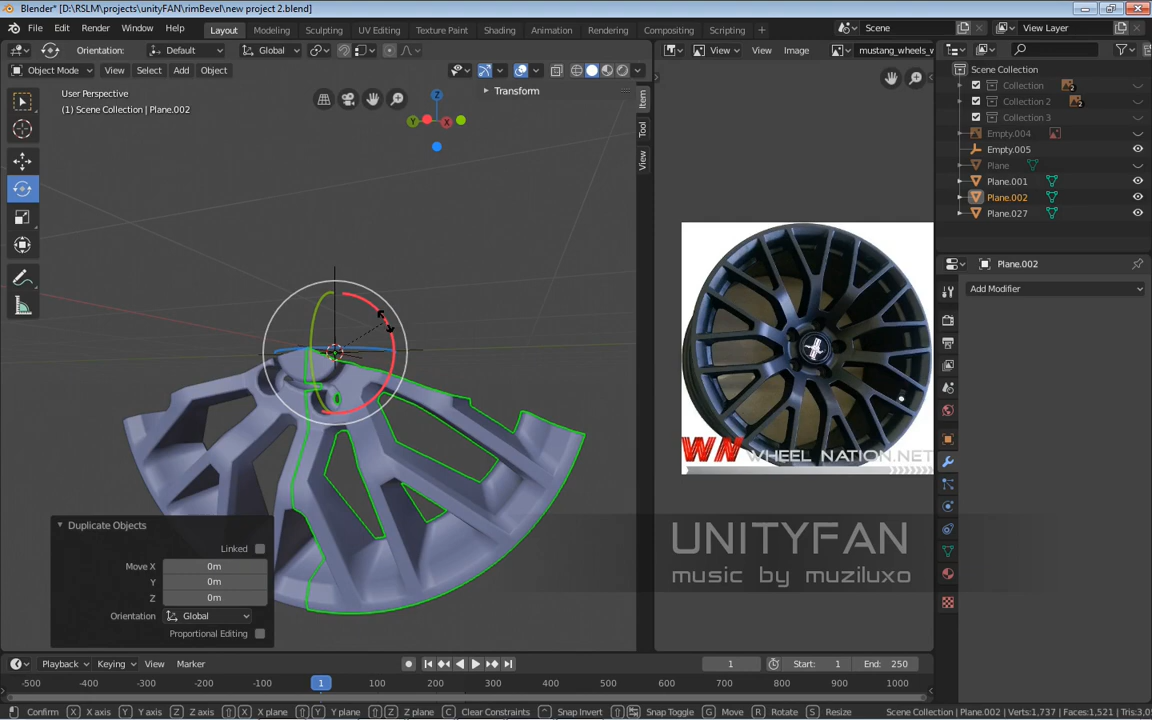 Blender* [D:\RSLM\projects\unityFAN\rimBevel\new project 2.blend]
File Edit Render Window Help Layout Modeling Sculpting UV Editing Texture Paint Shading Animation Rendering Compositing Scripting + Scene View Layer
Orientation: Default Global View View Image mustang_wheels_w
Object Mode View Select Add Object
User Perspective
(1) Scene Collection | Plane.002
Transform
Item
Tool
View
Z
Y
X
Scene Collection
Collection 2
Collection 2 2
Collection 3
Empty.004
Empty.005
Plane
Plane.001
Plane.002
Plane.027
Plane.002
Add Modifier
WN WHEEL NATION.NET
UNITYFAN
music by muziluxo
Duplicate Objects
Linked
Move X 0m
Y 0m
Z 0m
Orientation Global
Proportional Editing
Playback Keying View Marker 1 Start: 1 End: 250
-500 -400 -300 -200 -100 1 100 200 300 400 500 600 700 800 900 1000
Confirm X X axis Y Y axis Z Z axis X X plane Y Y plane Z Z plane C Clear Constraints ^ Snap Invert Snap Toggle G Move R Rotate S Resize Scene Collection | Plane.002 | Verts:1,737 | Faces:1,521 | Tris:3,0